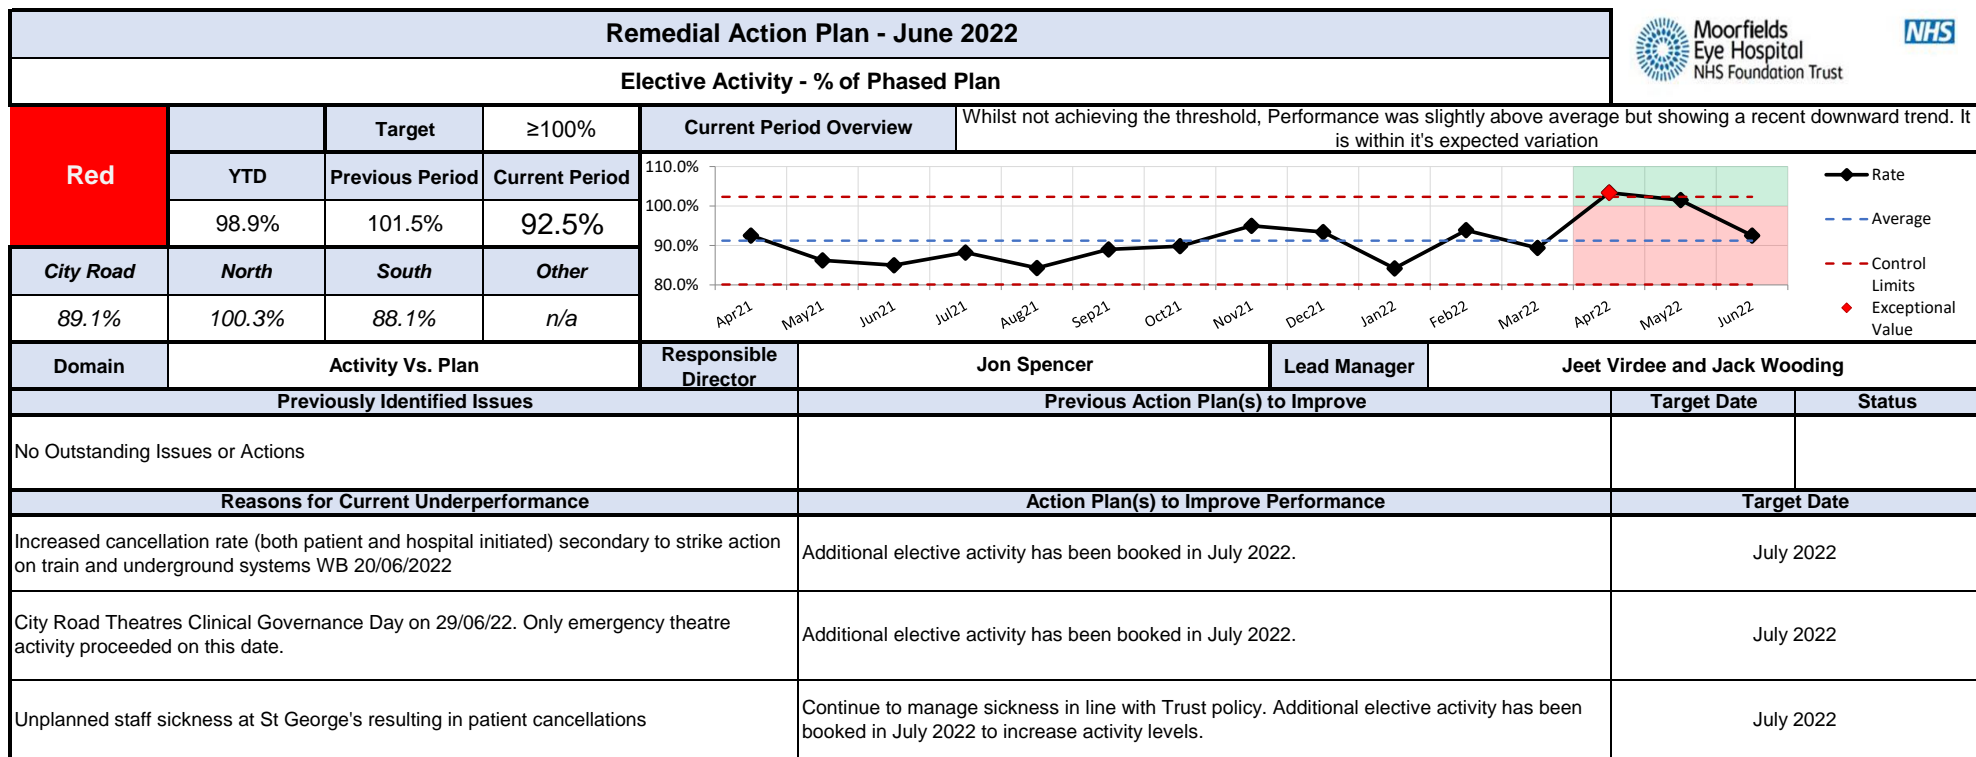 Remedial Action Plan - June 2022
Moorfields
Eye Hospital
NHS Foundation Trust
NHS
Elective Activity - % of Phased Plan
Red
Target
≥100%
Current Period Overview
Whilst not achieving the threshold, Performance was slightly above average but showing a recent downward trend. It
is within it's expected variation
YTD
Previous Period
Current Period
98.9%
101.5%
92.5%
City Road
North
South
Other
89.1%
100.3%
88.1%
n/a
110.0%
100.0%
90.0%
80.0%
Apr21
May21
Jun21
Jul21
Aug21
Sep21
Oct21
Nov21
Dec21
Jan22
Feb22
Mar22
Apr22
May22
Jun22
Rate
Average
Control
Limits
Exceptional
Value
Domain
Activity Vs. Plan
Responsible
Director
Jon Spencer
Lead Manager
Jeet Virdee and Jack Wooding
Previously Identified Issues
Previous Action Plan(s) to Improve
Target Date
Status
No Outstanding Issues or Actions
Reasons for Current Underperformance
Action Plan(s) to Improve Performance
Target Date
Increased cancellation rate (both patient and hospital initiated) secondary to strike action
on train and underground systems WB 20/06/2022
Additional elective activity has been booked in July 2022.
July 2022
City Road Theatres Clinical Governance Day on 29/06/22. Only emergency theatre
activity proceeded on this date.
Additional elective activity has been booked in July 2022.
July 2022
Unplanned staff sickness at St George's resulting in patient cancellations
Continue to manage sickness in line with Trust policy. Additional elective activity has been
booked in July 2022 to increase activity levels.
July 2022